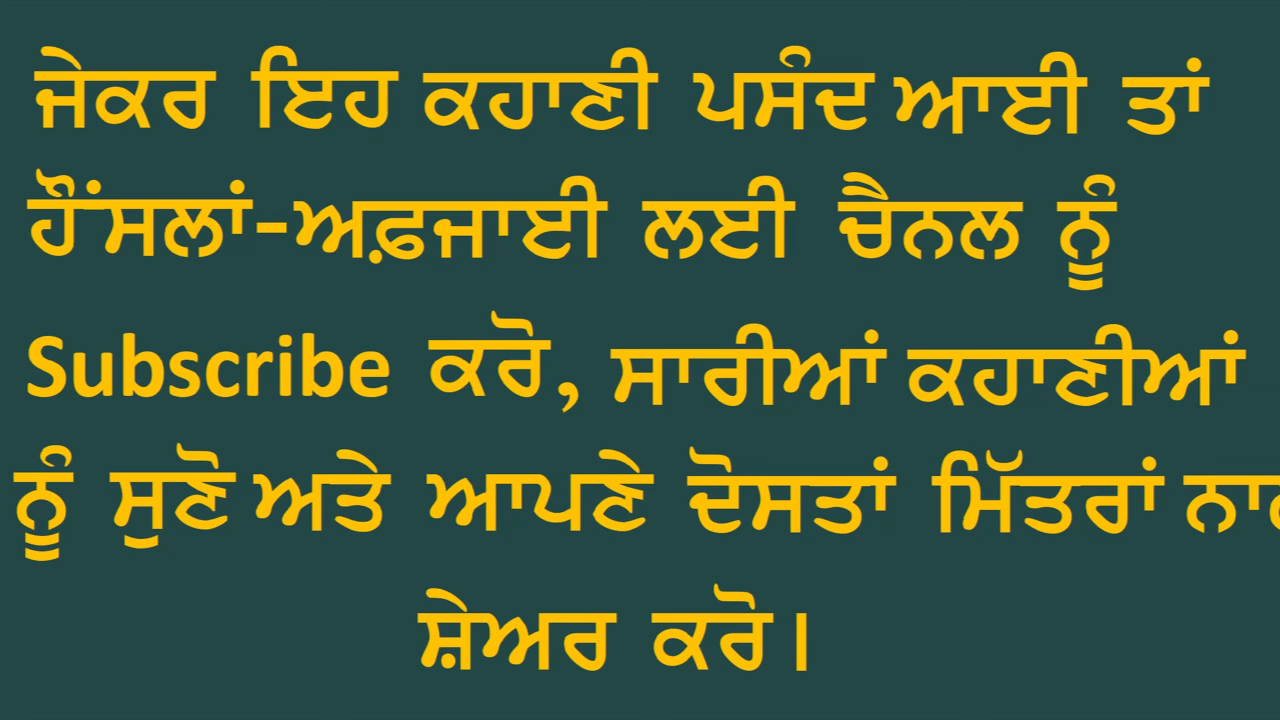 ਜੇਕਰ ਇਹ ਕਹਾਣੀ ਪਸੰਦ ਆਈ ਤਾਂ
ਹੌਂਸਲਾਂ-ਅਫ਼ਜਾਈ ਲਈ ਚੈਨਲ ਨੂੰ
Subscribe ਕਰੋ, ਸਾਰੀਆਂ ਕਹਾਣੀਆਂ
ਨੂੰ ਸੁਣੋ ਅਤੇ ਆਪਣੇ ਦੋਸਤਾਂ ਮਿੱਤਰਾਂ
ਸ਼ੇਅਰ ਕਰੋ।